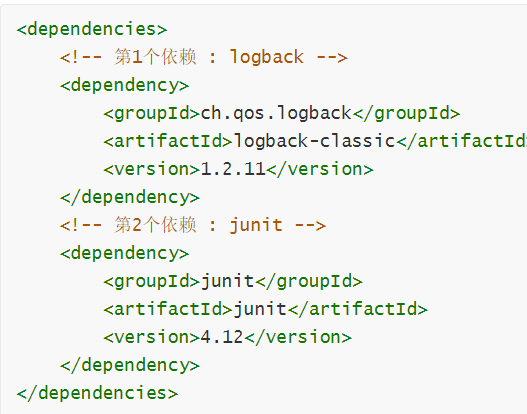 <dependencies>
    <!-- 第1个依赖 : logback -->
    <dependency>
        <groupId>ch.qos.logback</groupId>
        <artifactId>logback-classic</artifactId>
        <version>1.2.11</version>
    </dependency>
    <!-- 第2个依赖 : junit -->
    <dependency>
        <groupId>junit</groupId>
        <artifactId>junit</artifactId>
        <version>4.12</version>
    </dependency>
</dependencies>